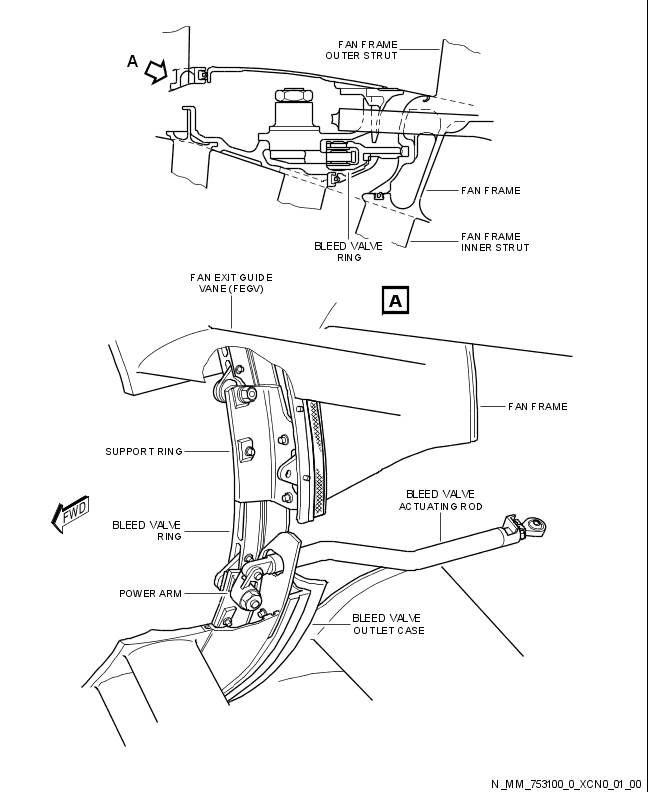 FAN FRAME
OUTER STRUT
A
FAN FRAME
FAN FRAME
INNER STRUT
BLEED VALVE
RING
FAN EXIT GUIDE
VANE (FEGV)
A
FAN FRAME
SUPPORT RING
BLEED VALVE
ACTUATING ROD
FWD
BLEED VALVE
RING
POWER ARM
BLEED VALVE
OUTLET CASE
N_MM_753100_0_XCN0_01_00